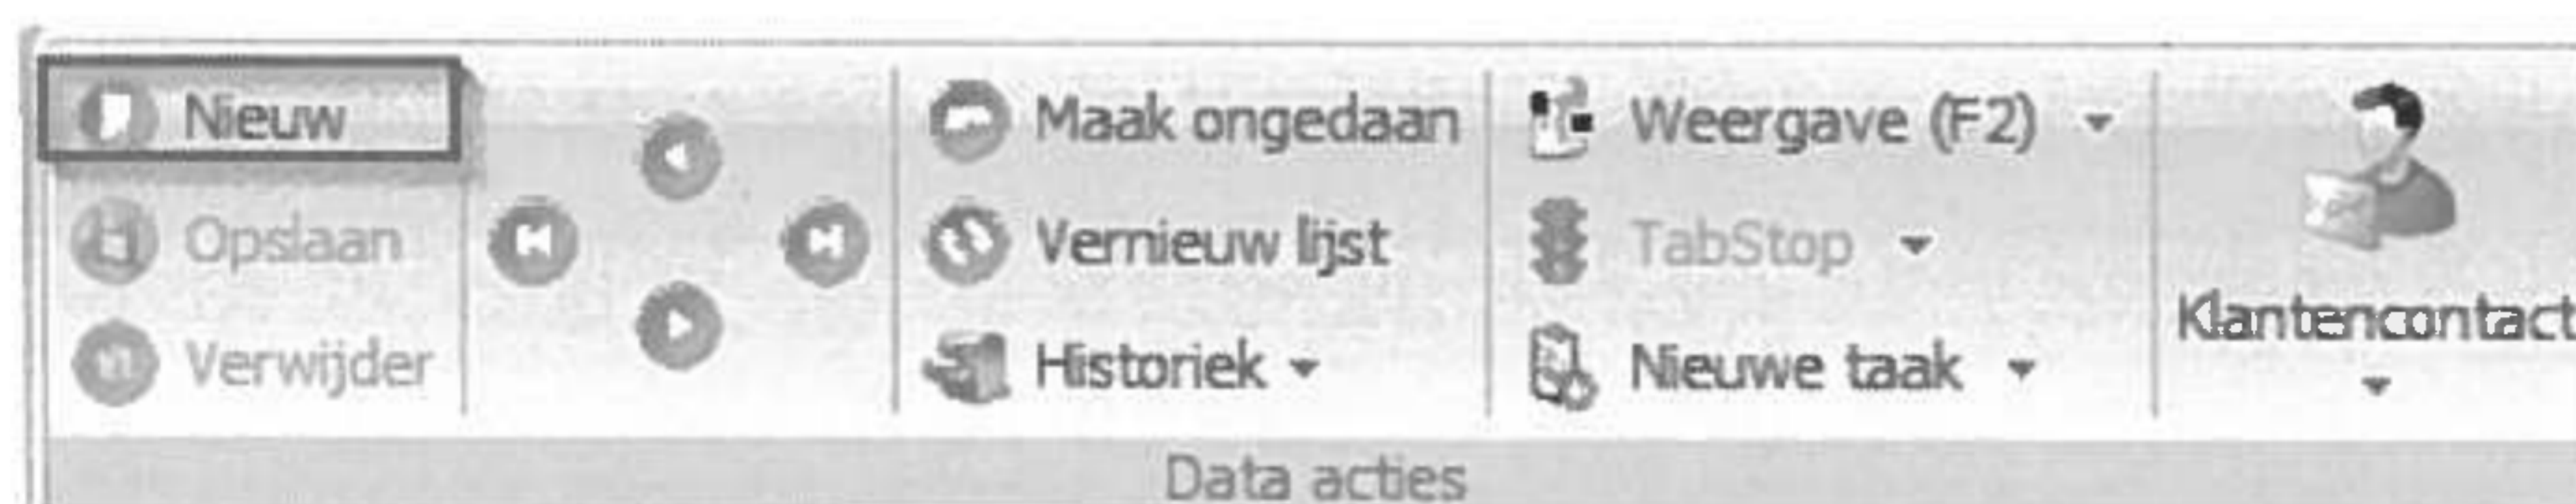 Nieuw
Opslaan
Verwijder
Maak ongedaan
Vernieuw lijst
Historiek
Weergave (F2)
TabStop
Nieuwe taak
Klantencontact
Data acties